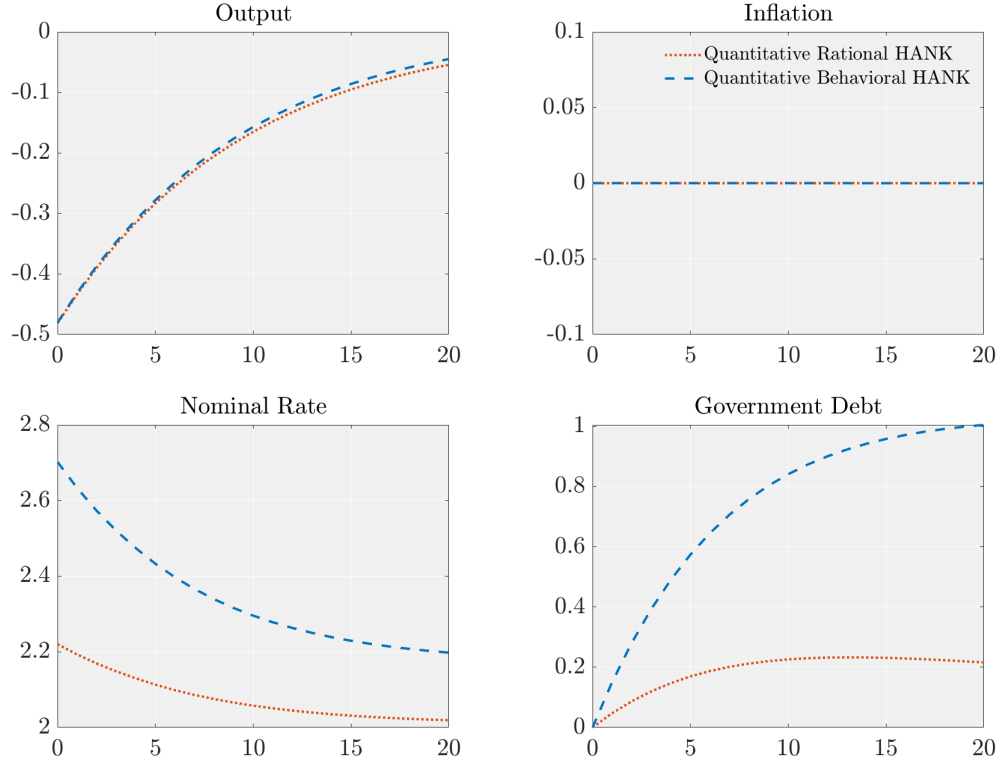 Output
0
-0.1
-0.2
-0.3
-0.4
-0.5
0 5 10 15 20
Inflation
0.1
0.05
0
-0.05
-0.1
0 5 10 15 20
Quantitative Rational HANK
Quantitative Behavioral HANK
Nominal Rate
2.8
2.6
2.4
2.2
2
0 5 10 15 20
Government Debt
1
0.8
0.6
0.4
0.2
0
0 5 10 15 20